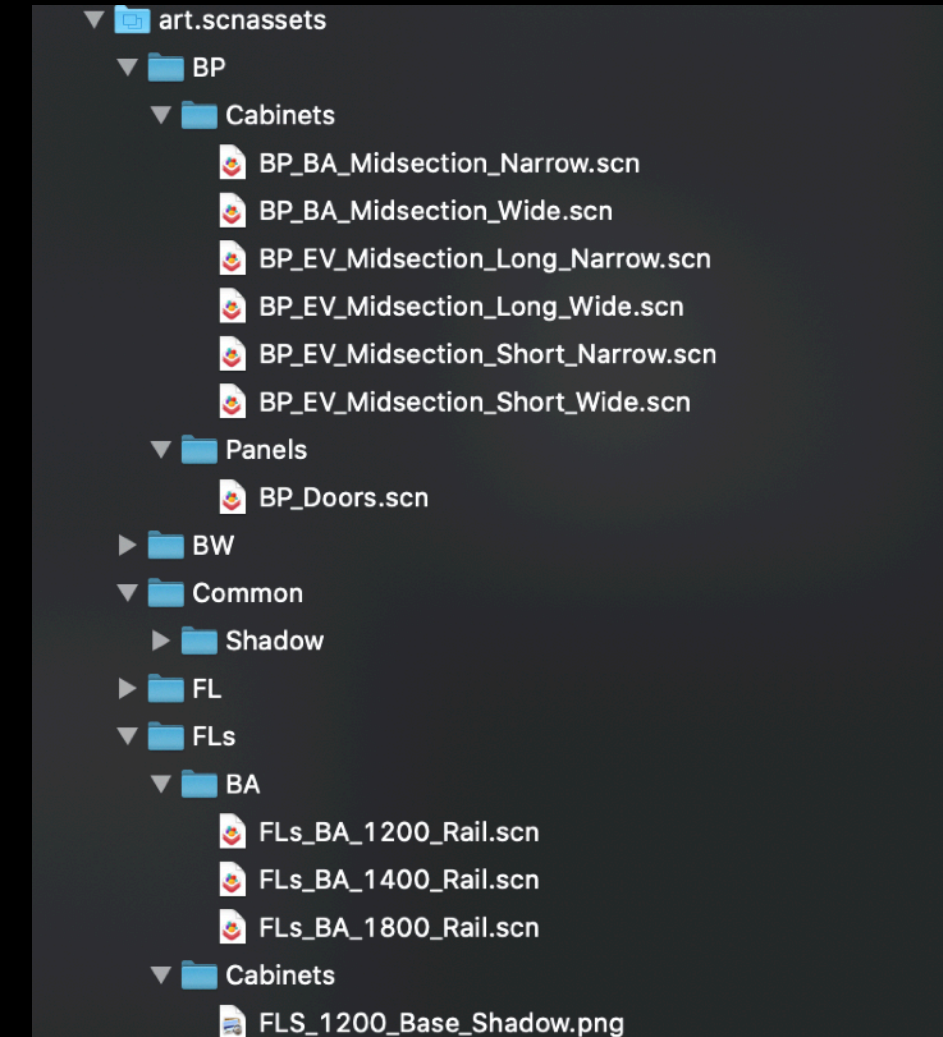 art.scnassets
BP
Cabinets
BP_BA_Midsection_Narrow.scn
BP_BA_Midsection_Wide.scn
BP_EV_Midsection_Long_Narrow.scn
BP_EV_Midsection_Long_Wide.scn
BP_EV_Midsection_Short_Narrow.scn
BP_EV_Midsection_Short_Wide.scn
Panels
BP_Doors.scn
BW
Common
Shadow
FL
FLs
BA
FLs_BA_1200_Rail.scn
FLs_BA_1400_Rail.scn
FLs_BA_1800_Rail.scn
Cabinets
FLS_1200_Base_Shadow.png